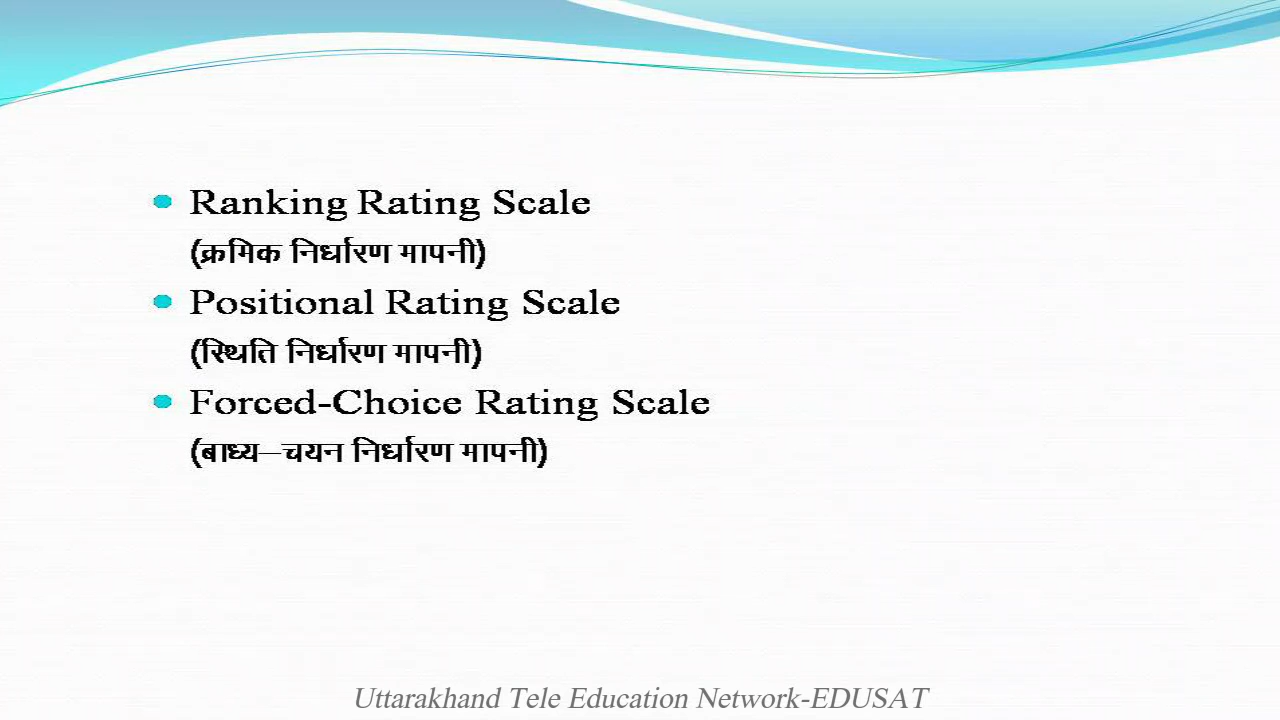 Ranking Rating Scale
(क्रमिक निर्धारण मापनी)
Positional Rating Scale
(स्थिति निर्धारण मापनी)
Forced-Choice Rating Scale
(बाध्य–चयन निर्धारण मापनी)
Uttarakhand Tele Education Network-EDUSAT